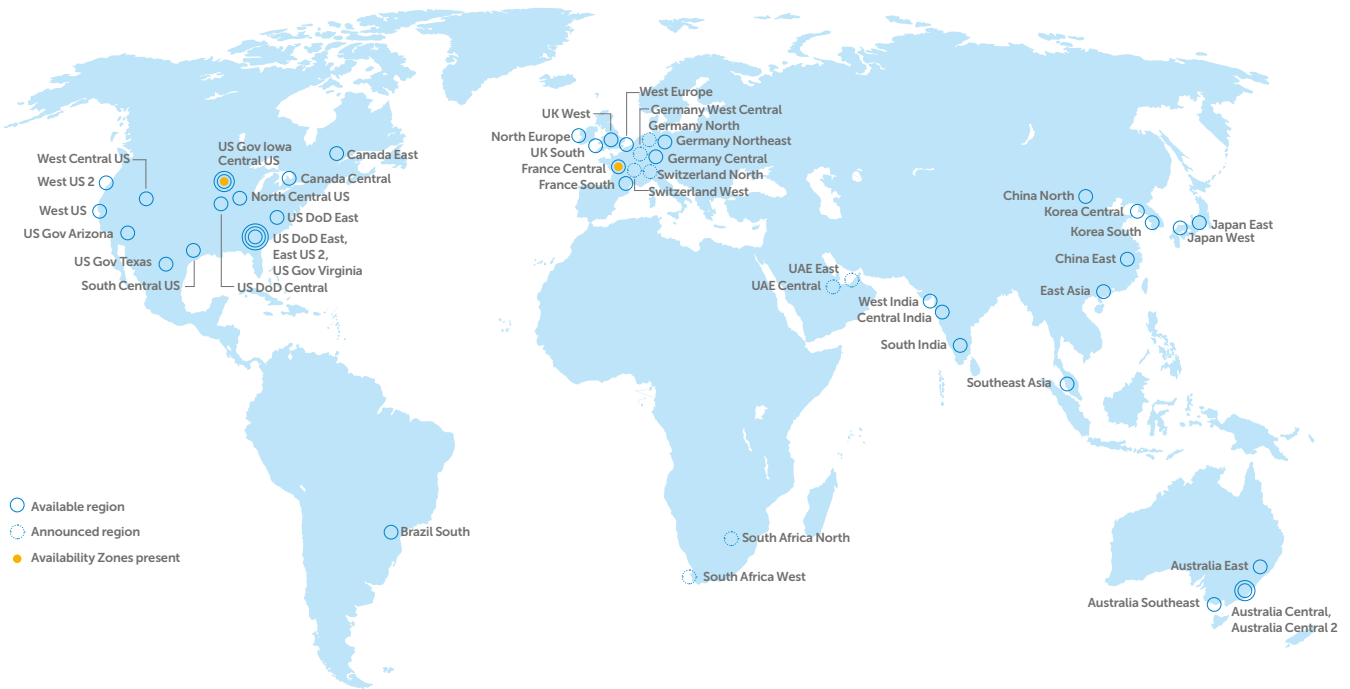 West Europe
Germany West Central
UK West
Germany North
North Europe
Germany Northeast
UK South
Germany Central
France Central
Switzerland North
France South
Switzerland West
US Gov Iowa
Central US
West Central US
Canada East
West US 2
Canada Central
North Central US
West US
US DoD East
US Gov Arizona
US DoD East,
East US 2,
US Gov Virginia
US Gov Texas
South Central US
US DoD Central
China North
Korea Central
Korea South
Japan East
Japan West
China East
UAE East
UAE Central
East Asia
West India
Central India
South India
Southeast Asia
Available region
Announced region
Availability Zones present
Brazil South
South Africa North
South Africa West
Australia East
Australia Southeast
Australia Central,
Australia Central 2